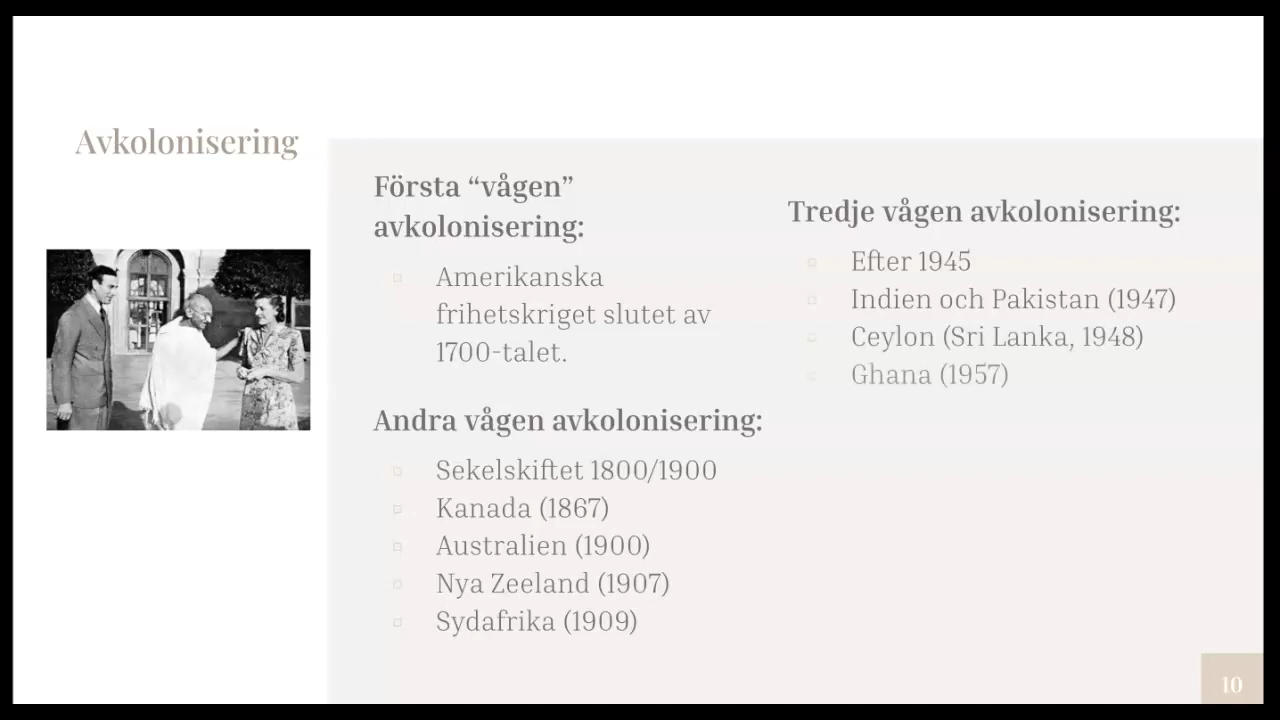 Avkolonisering
Första “vågen”
avkolonisering:
Amerikanska
frihetskriget slutet av
1700-talet.
Andra vågen avkolonisering:
Sekelskiftet 1800/1900
Kanada (1867)
Australien (1900)
Nya Zeeland (1907)
Sydafrika (1909)
Tredje vågen avkolonisering:
Efter 1945
Indien och Pakistan (1947)
Ceylon (Sri Lanka, 1948)
Ghana (1957)
10